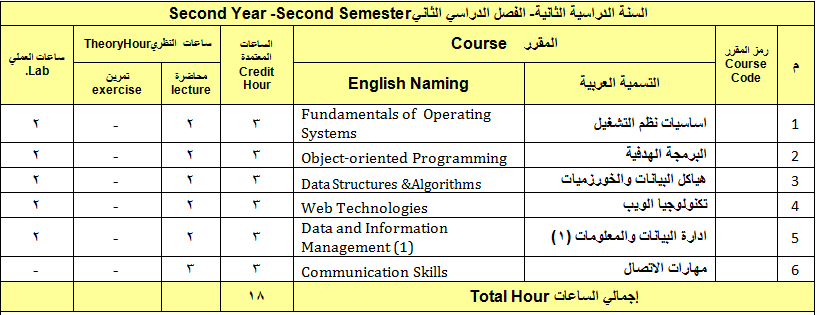 السنة الدراسية الثانية- الفصل الدراسي الثاني Second Year -Second Semester
م
رمز المقرر
Course
Code
المقرر Course
الساعات
المعتمدة
Credit
Hour
ساعات النظري TheoryHour
ساعات العملي
Lab.
التسمية العربية
English Naming
محاضرة
lecture
تمرين
exercise
1 اساسيات نظم التشغيل Fundamentals of Operating
Systems ٣ ٢ - ٢
2 البرمجة الهدفية Object-oriented Programming ٣ ٢ - ٢
3 هياكل البيانات والخورزميات Data Structures &Algorithms ٣ ٢ - ٢
4 تكنولوجيا الويب Web Technologies ٣ ٢ - ٢
5 ادارة البيانات والمعلومات (١) Data and Information
Management (1) ٣ ٢ - ٢
6 مهارات الاتصال Communication Skills ٣ ٣ - -
إجمالي الساعات Total Hour ١٨